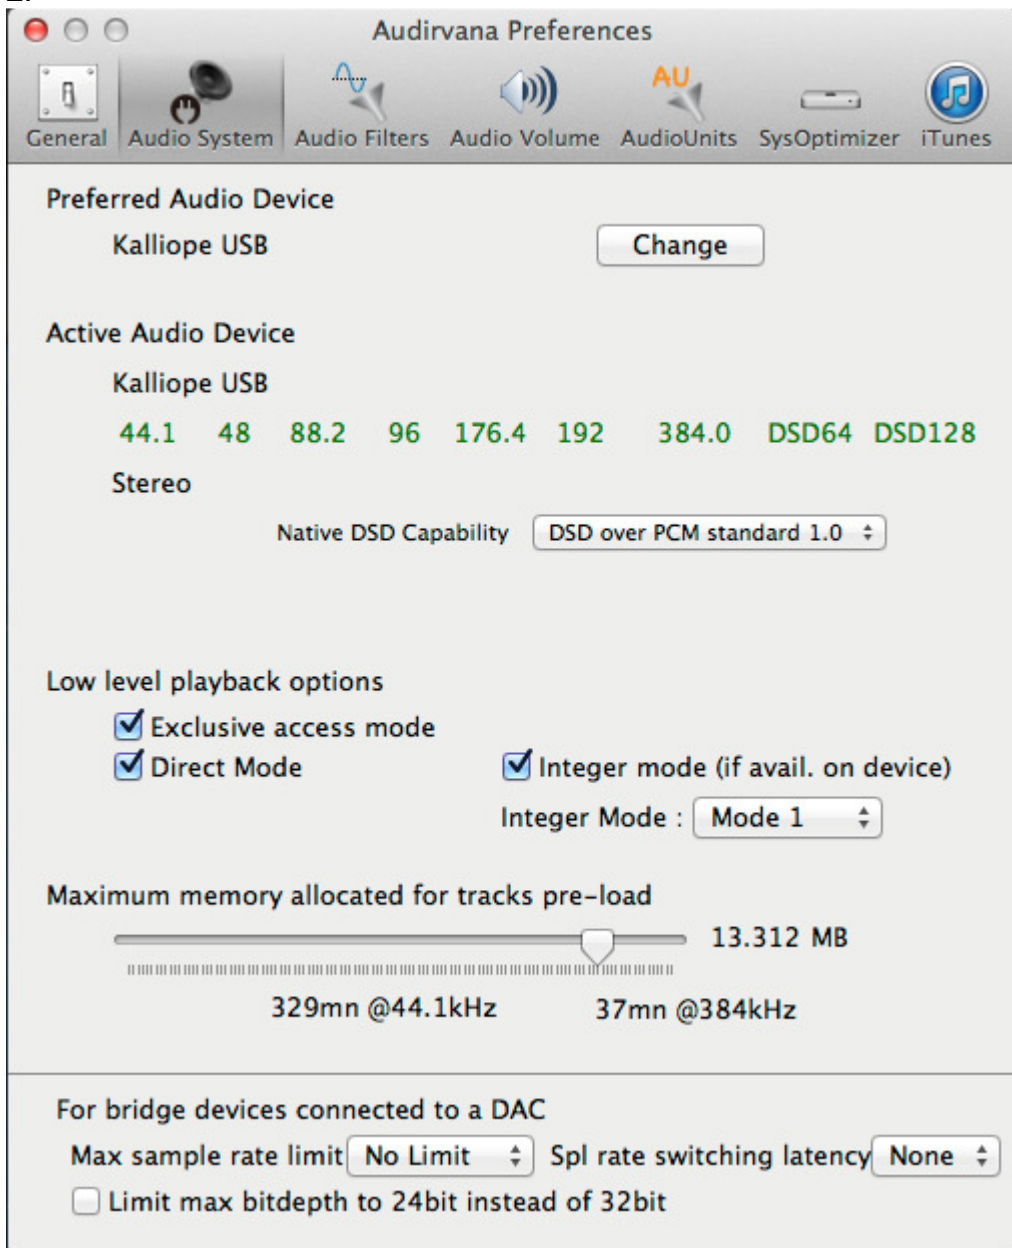 Audirvana Preferences
AU
General Audio System Audio Filters Audio Volume AudioUnits SysOptimizer iTunes
Preferred Audio Device
Kalliope USB Change
Active Audio Device
Kalliope USB
44.1 48 88.2 96 176.4 192 384.0 DSD64 DSD128
Stereo
Native DSD Capability DSD over PCM standard 1.0
Low level playback options
Exclusive access mode
Direct Mode Integer mode (if avail. on device)
Integer Mode : Mode 1
Maximum memory allocated for tracks pre-load
13.312 MB
329mn @44.1kHz 37mn @384kHz
For bridge devices connected to a DAC
Max sample rate limit No Limit Spl rate switching latency None
Limit max bitdepth to 24bit instead of 32bit